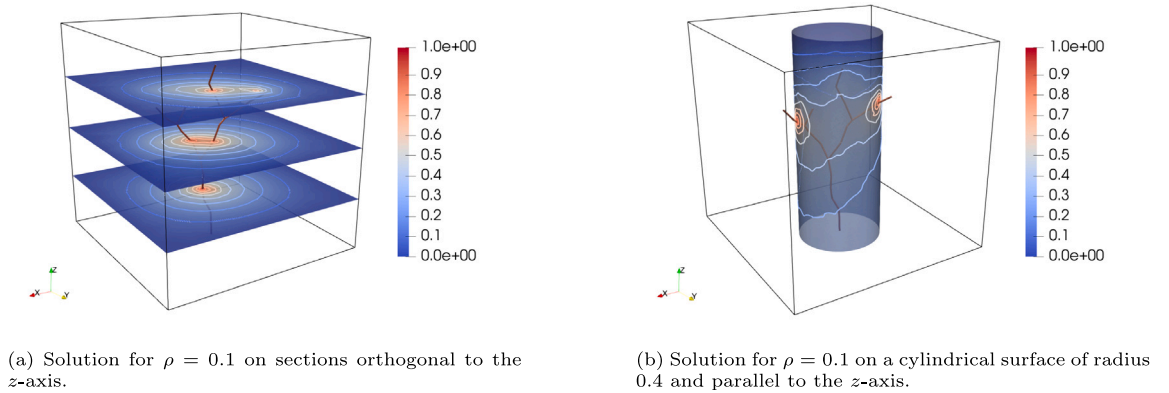 1.0e+00
0.9
0.8
0.7
0.6
0.5
0.4
0.3
0.2
0.1
0.0e+00
Z
X
Y
1.0e+00
0.9
0.8
0.7
0.6
0.5
0.4
0.3
0.2
0.1
0.0e+00
Z
X
Y
(a) Solution for ρ = 0.1 on sections orthogonal to the
z-axis.
(b) Solution for ρ = 0.1 on a cylindrical surface of radius
0.4 and parallel to the z-axis.